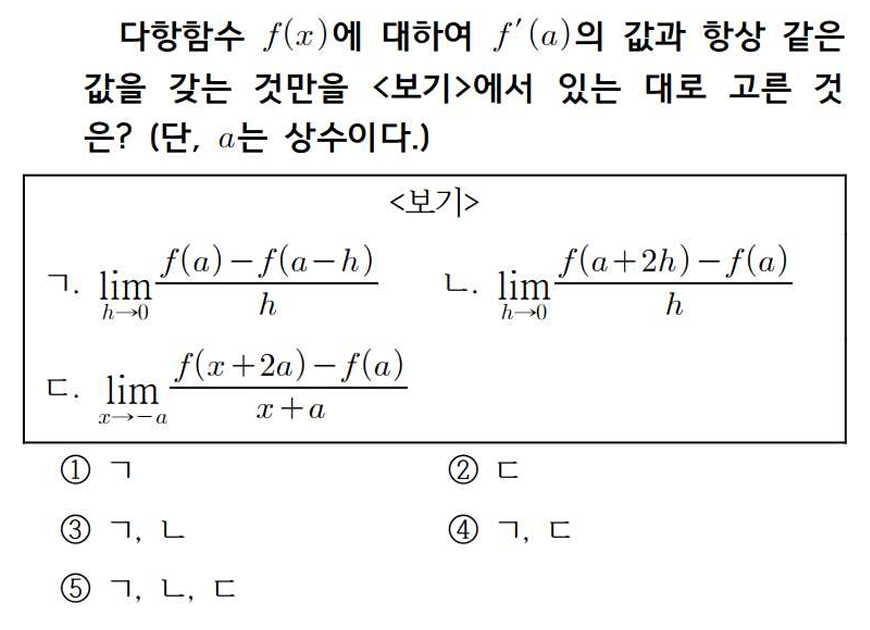 다항함수 f(x)에 대하여 f′(a)의 값과 항상 같은
값을 갖는 것만을 <보기>에서 있는 대로 고른 것
은? (단, a는 상수이다.)
<보기>
ㄱ. lim_{h→0} \frac{f(a)-f(a-h)}{h} ㄴ. lim_{h→0} \frac{f(a+2h)-f(a)}{h}
ㄷ. lim_{x→-a} \frac{f(x+2a)-f(a)}{x+a}
① ㄱ ② ㄷ
③ ㄱ, ㄴ ④ ㄱ, ㄷ
⑤ ㄱ, ㄴ, ㄷ